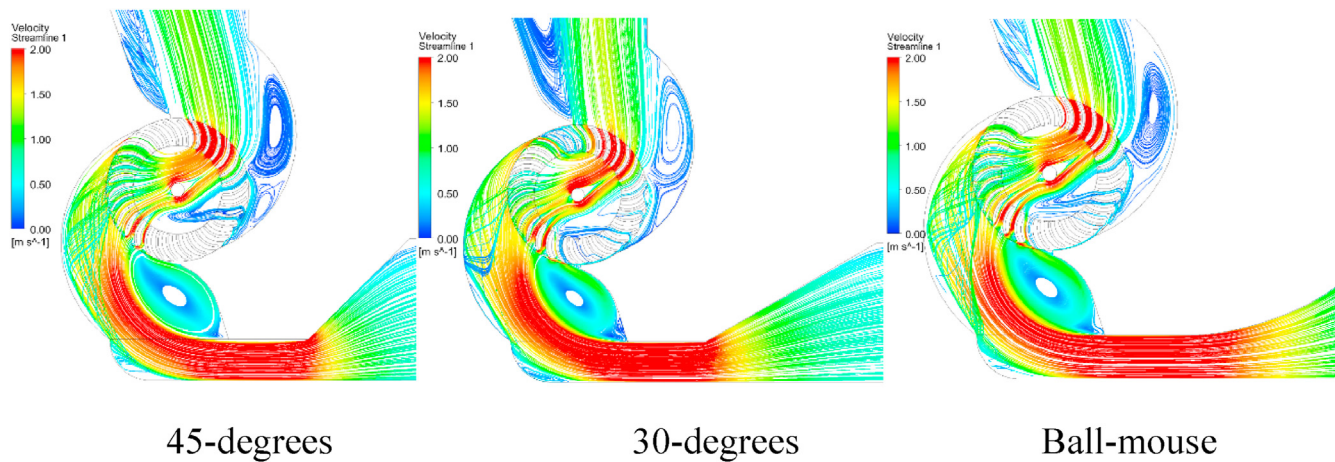 Velocity
Streamline 1
2.00
1.50
1.00
0.50
0.00
[m s^-1]
Velocity
Streamline 1
2.00
1.50
1.00
0.50
0.00
[m s^-1]
Velocity
Streamline 1
2.00
1.50
1.00
0.50
0.00
[m s^-1]
45-degrees
30-degrees
Ball-mouse